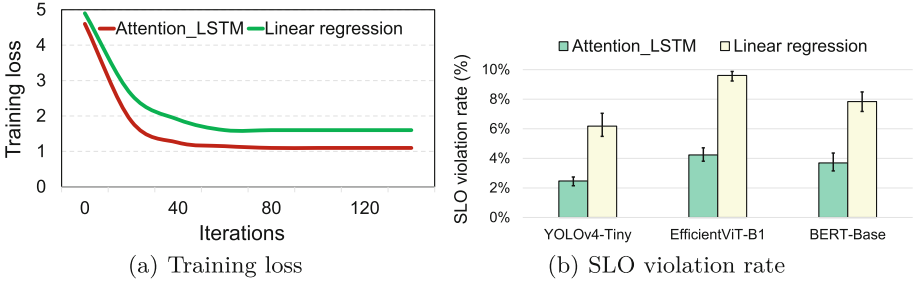 Training loss
5
4
3
2
1
0
Attention_LSTM Linear regression
0 40 80 120
Iterations
(a) Training loss
SLO violation rate (%)
Attention_LSTM Linear regression
10%
8%
6%
4%
2%
0%
YOLOv4-Tiny EfficientViT-B1 BERT-Base
(b) SLO violation rate